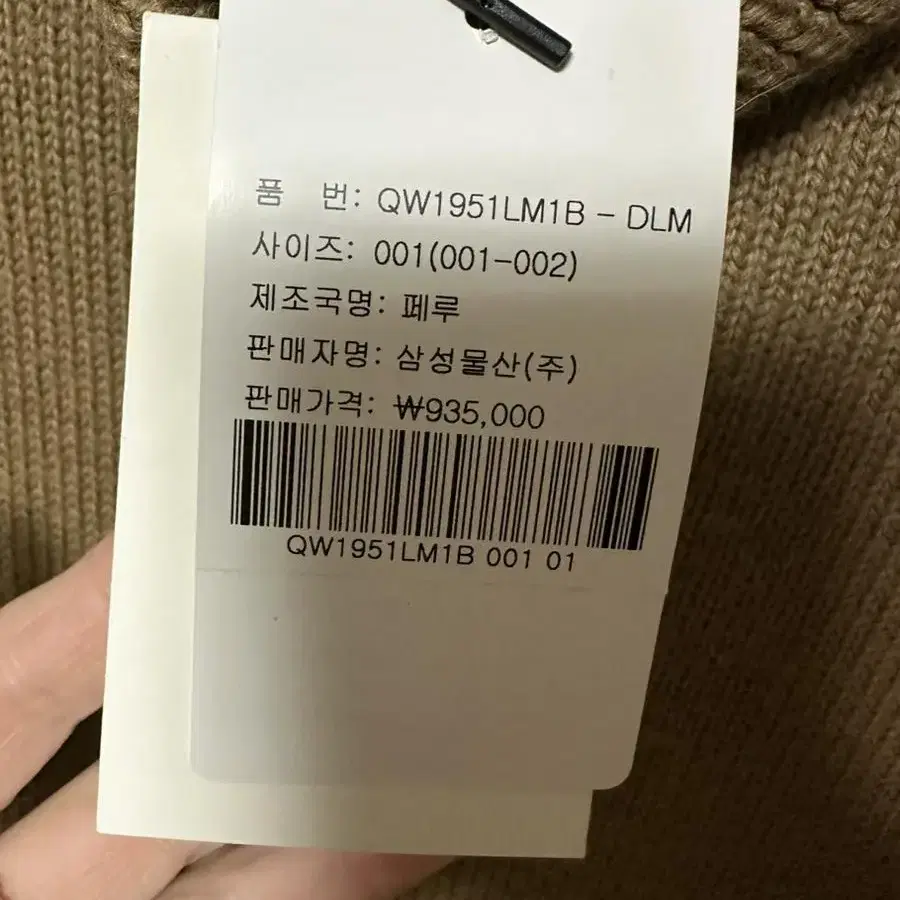 품 번: QW1951LM1B - DLM
사이즈: 001(001-002)
제조국명: 페루
판매자명: 삼성물산(주)
판매가격: ₩935,000
QW1951LM1B 001 01